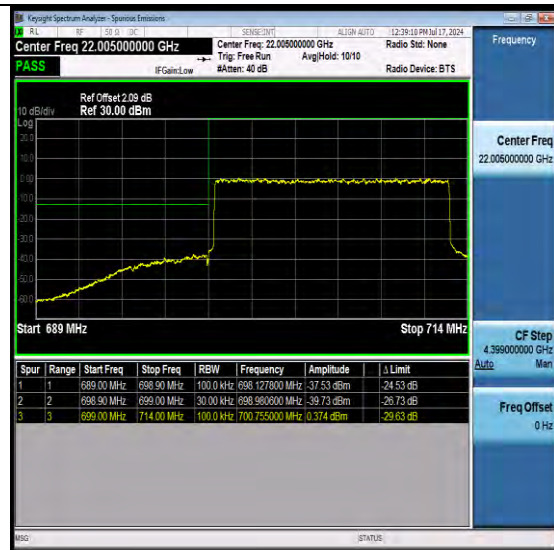 Keysight Spectrum Analyzer - Spurious Emissions
RL RF 50 Ω DC SENSE:INT ALIGN AUTO 12:39:10 PM Jul 17, 2024
Center Freq 22.005000000 GHz
Center Freq: 22.005000000 GHz
Radio Std: None
Trig: Free Run Avg|Hold: 10/10
PASS
IFGain:Low
#Atten: 40 dB
Radio Device: BTS
Ref Offset 2.09 dB
10 dB/div Ref 30.00 dBm
Log
20.0
10.0
0.00
-10.0
-20.0
-30.0
-40.0
-50.0
-60.0
Start 689 MHz Stop 714 MHz
Spur Range Start Freq Stop Freq RBW Frequency Amplitude Δ Limit
1 1 689.00 MHz 698.90 MHz 100.0 kHz 698.127800 MHz -37.53 dBm -24.53 dB
2 2 698.90 MHz 699.00 MHz 30.00 kHz 698.980600 MHz -39.73 dBm -26.73 dB
3 3 699.00 MHz 714.00 MHz 100.0 kHz 700.755000 MHz 0.374 dBm -29.63 dB
MSG STATUS
Frequency
Center Freq
22.005000000 GHz
CF Step
4.399000000 GHz
Auto Man
Freq Offset
0 Hz